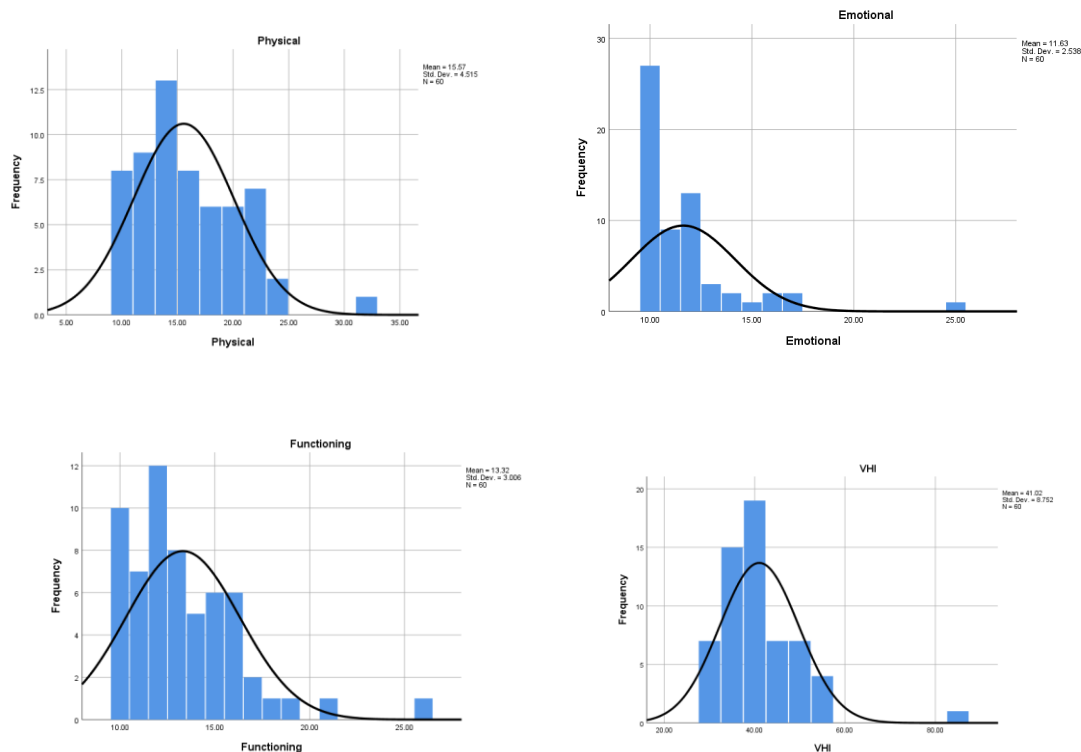 Physical
Mean = 15.57
Std. Dev. = 4.515
N = 60
12.5
10.0
7.5
5.0
2.5
0.0
Frequency
5.00 10.00 15.00 20.00 25.00 30.00 35.00
Physical
Emotional
Mean = 11.63
Std. Dev. = 2.538
N = 60
30
20
10
0
Frequency
10.00 15.00 20.00 25.00
Emotional
Functioning
Mean = 13.32
Std. Dev. = 3.006
N = 60
12
10
8
6
4
2
0
Frequency
10.00 15.00 20.00 25.00
Functioning
VHI
Mean = 41.02
Std. Dev. = 8.752
N = 60
20
15
10
5
0
Frequency
20.00 40.00 60.00 80.00
VHI